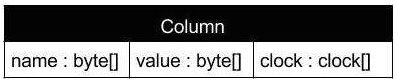 Column
name : byte[] value : byte[] clock : clock[]